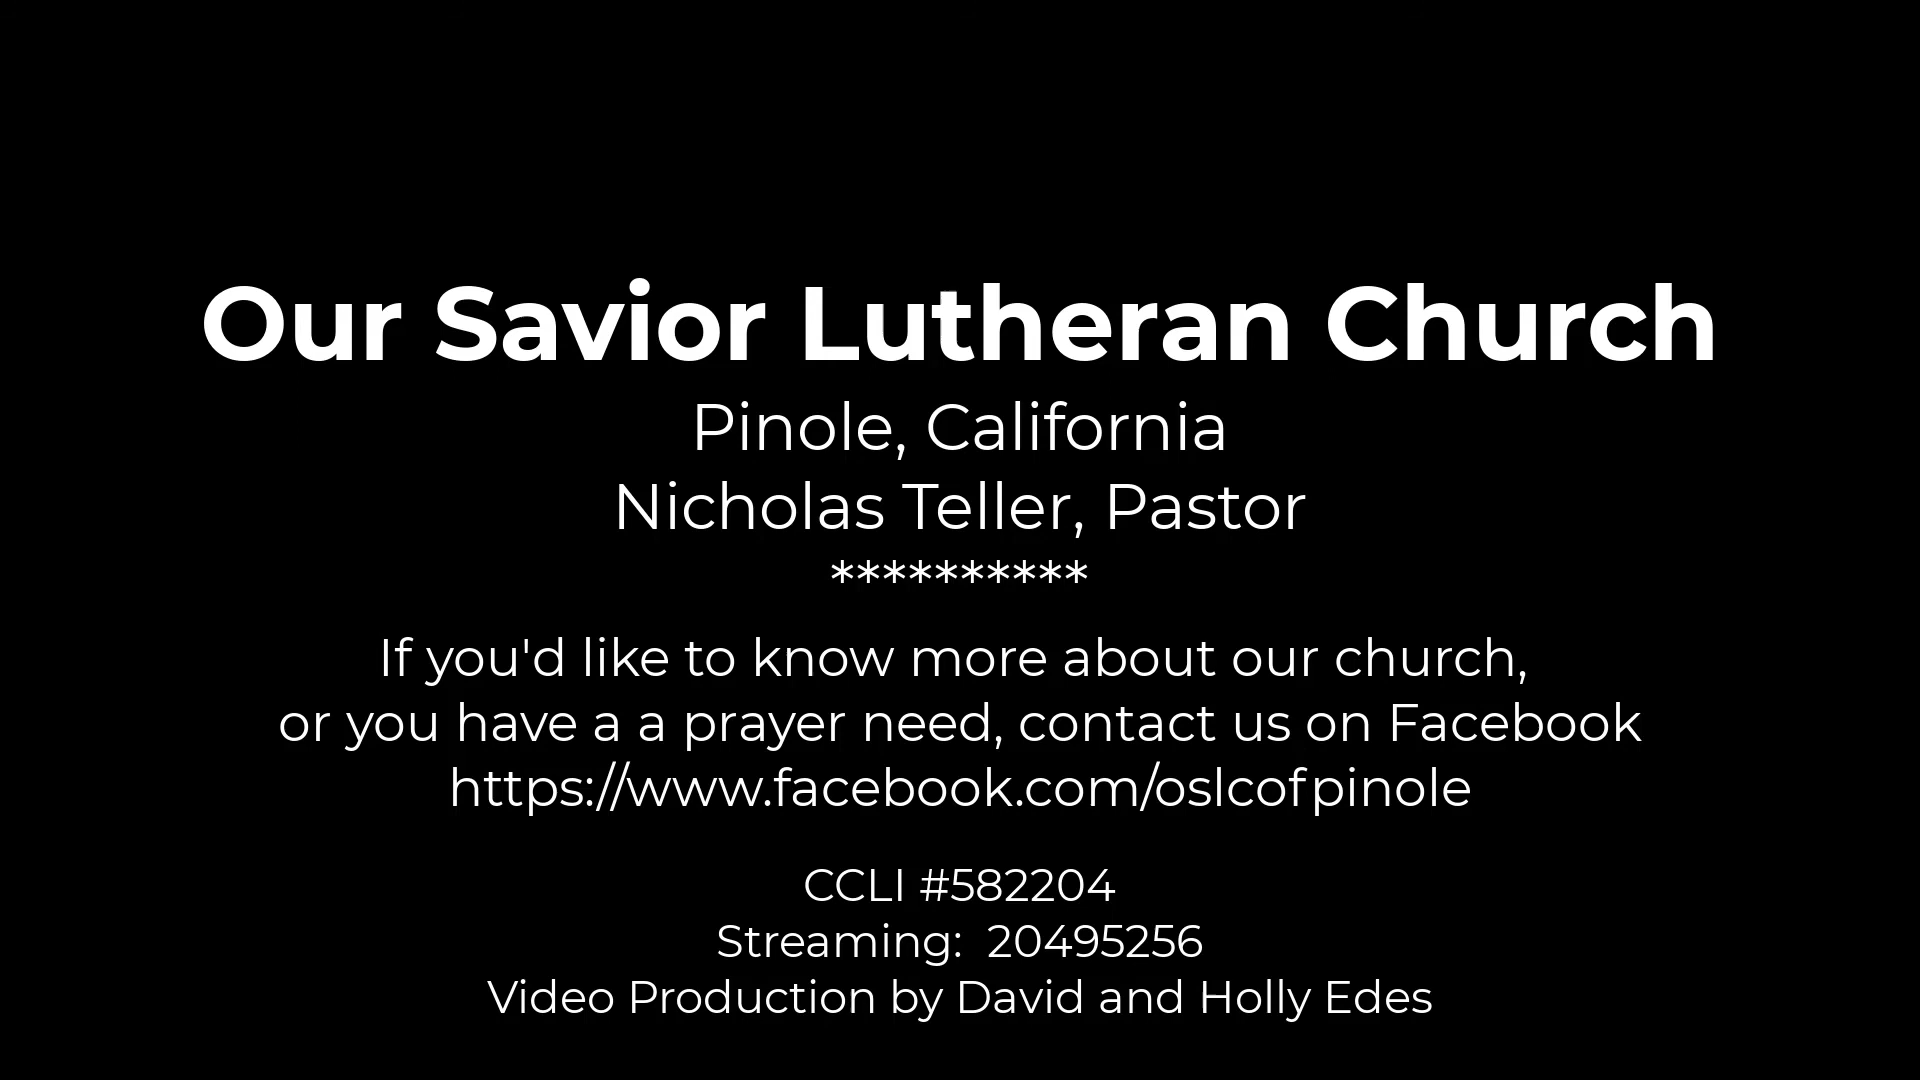 Our Savior Lutheran Church
Pinole, California
Nicholas Teller, Pastor
**********
If you'd like to know more about our church,
or you have a a prayer need, contact us on Facebook
https://www.facebook.com/oslcofpinole
CCLI #582204
Streaming:  20495256
Video Production by David and Holly Edes